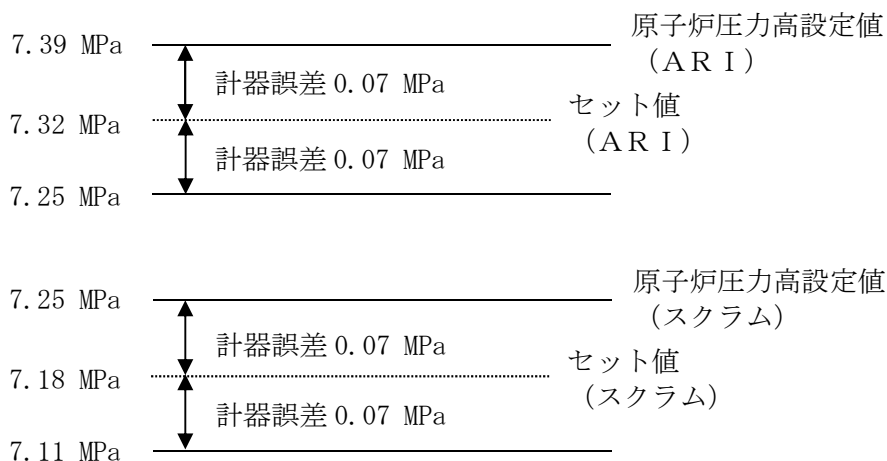 原子炉圧力高設定値
7.39 MPa
(ＡＲＩ)
計器誤差 0.07 MPa
セット値
7.32 MPa
(ＡＲＩ)
計器誤差 0.07 MPa
7.25 MPa
原子炉圧力高設定値
7.25 MPa
(スクラム)
計器誤差 0.07 MPa
セット値
7.18 MPa
(スクラム)
計器誤差 0.07 MPa
7.11 MPa